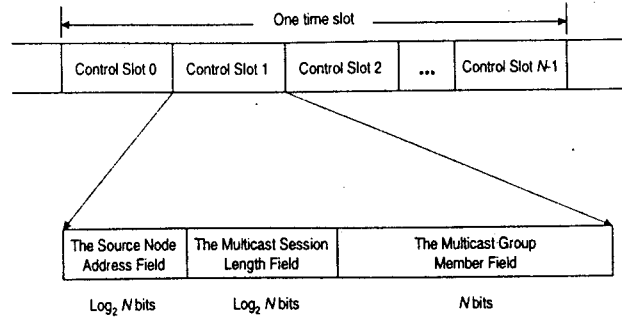 One time slot
Control Slot 0
Control Slot 1
Control Slot 2
...
Control Slot N-1
The Source Node
Address Field
The Multicast Session
Length Field
The Multicast Group
Member Field
Log₂ N bits
Log₂ N bits
N bits